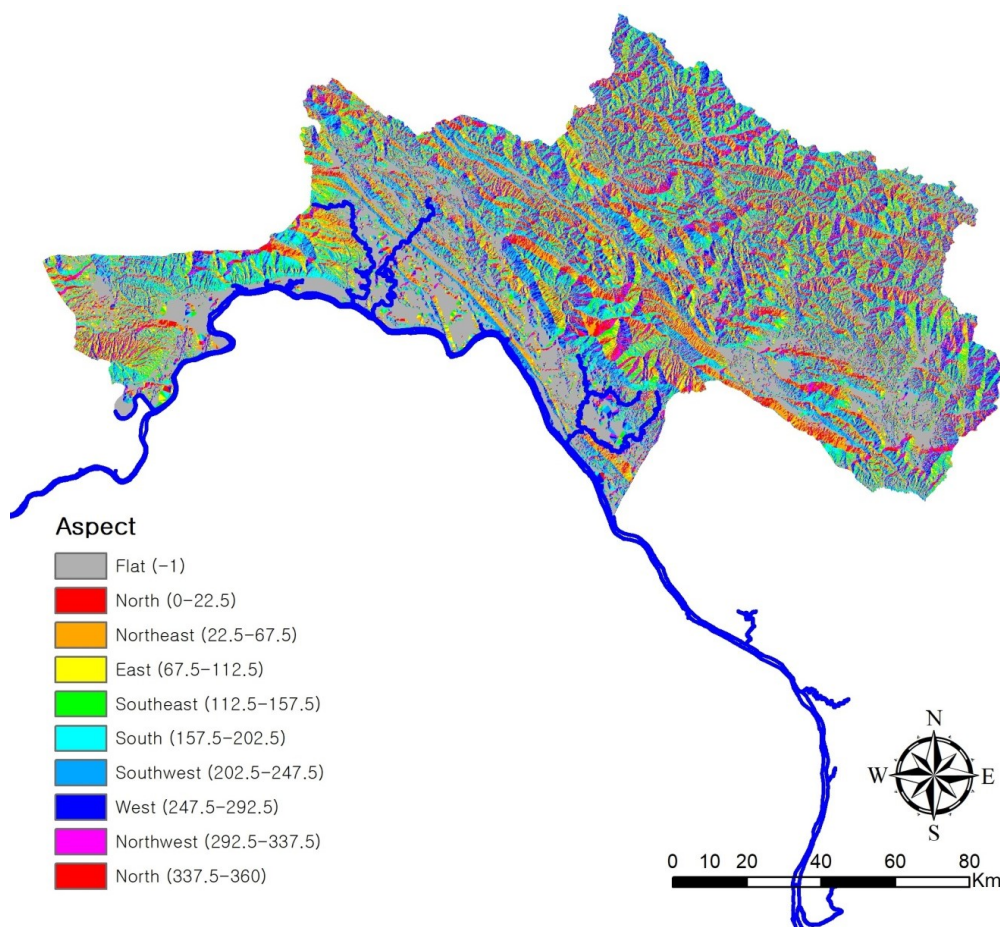 Aspect
Flat (-1)
North (0-22.5)
Northeast (22.5-67.5)
East (67.5-112.5)
Southeast (112.5-157.5)
South (157.5-202.5)
Southwest (202.5-247.5)
West (247.5-292.5)
Northwest (292.5-337.5)
North (337.5-360)
N
W E
S
0 10 20 40 60 80
Km